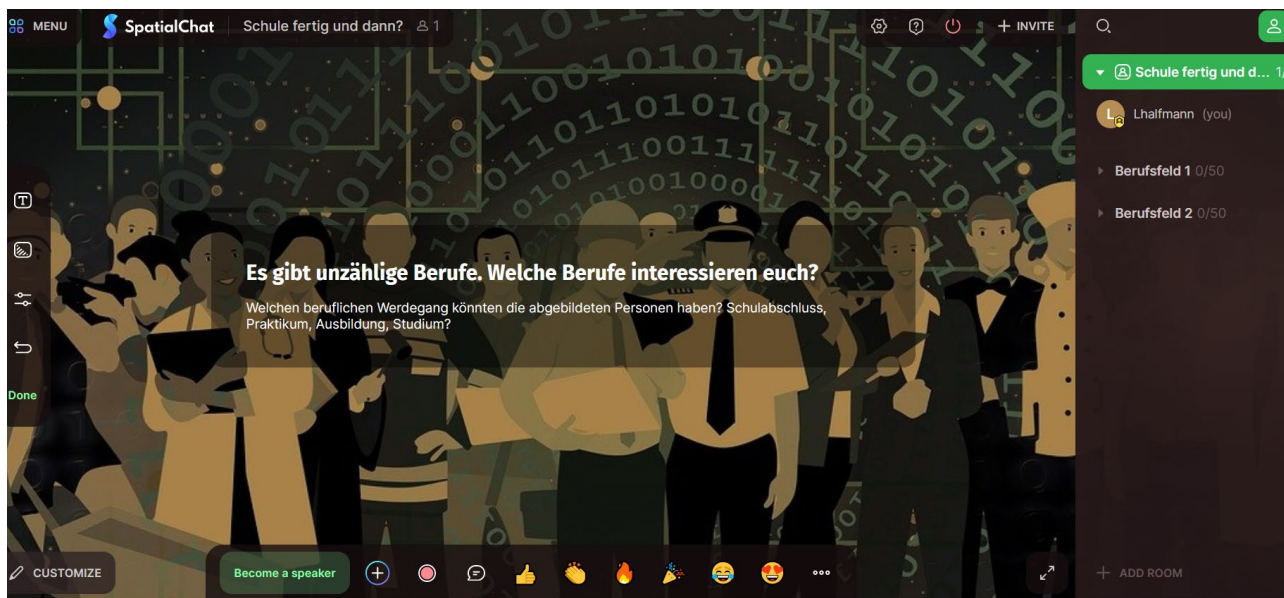 MENU
SpatialChat
Schule fertig und dann?
1
+ INVITE
Schule fertig und d... 1/
L
Lhalfmann (you)
Berufsfeld 1 0/50
Berufsfeld 2 0/50
T
Es gibt unzählige Berufe. Welche Berufe interessieren euch?
Welchen beruflichen Werdegang könnten die abgebildeten Personen haben? Schulabschluss,
Praktikum, Ausbildung, Studium?
Done
CUSTOMIZE
Become a speaker
+ ADD ROOM